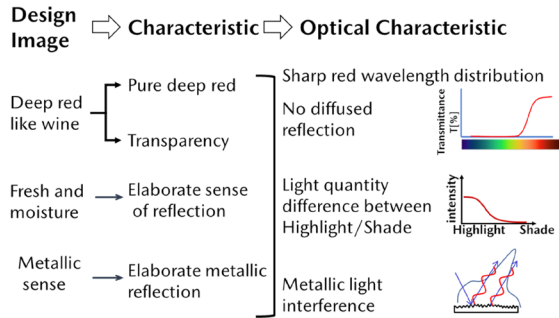 Design
Image
Characteristic
Optical Characteristic
Deep red
like wine
Pure deep red
Transparency
Sharp red wavelength distribution
No diffused
reflection
Transmittance
T[%]
Fresh and
moisture
Elaborate sense
of reflection
Light quantity
difference between
Highlight/Shade
intensity
Highlight
Shade
Metallic
sense
Elaborate metallic
reflection
Metallic light
interference